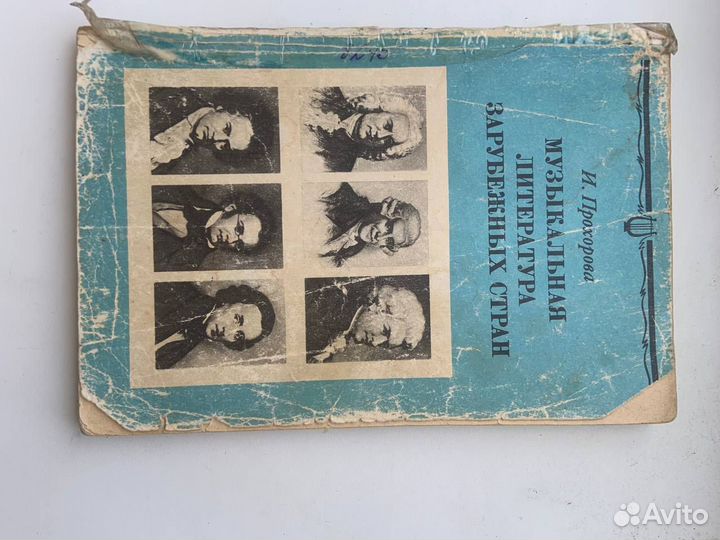 И. Прохорова
МУЗЫКАЛЬНАЯ
ЛИТЕРАТУРА
ЗАРУБЕЖНЫХ СТРАН
Avito